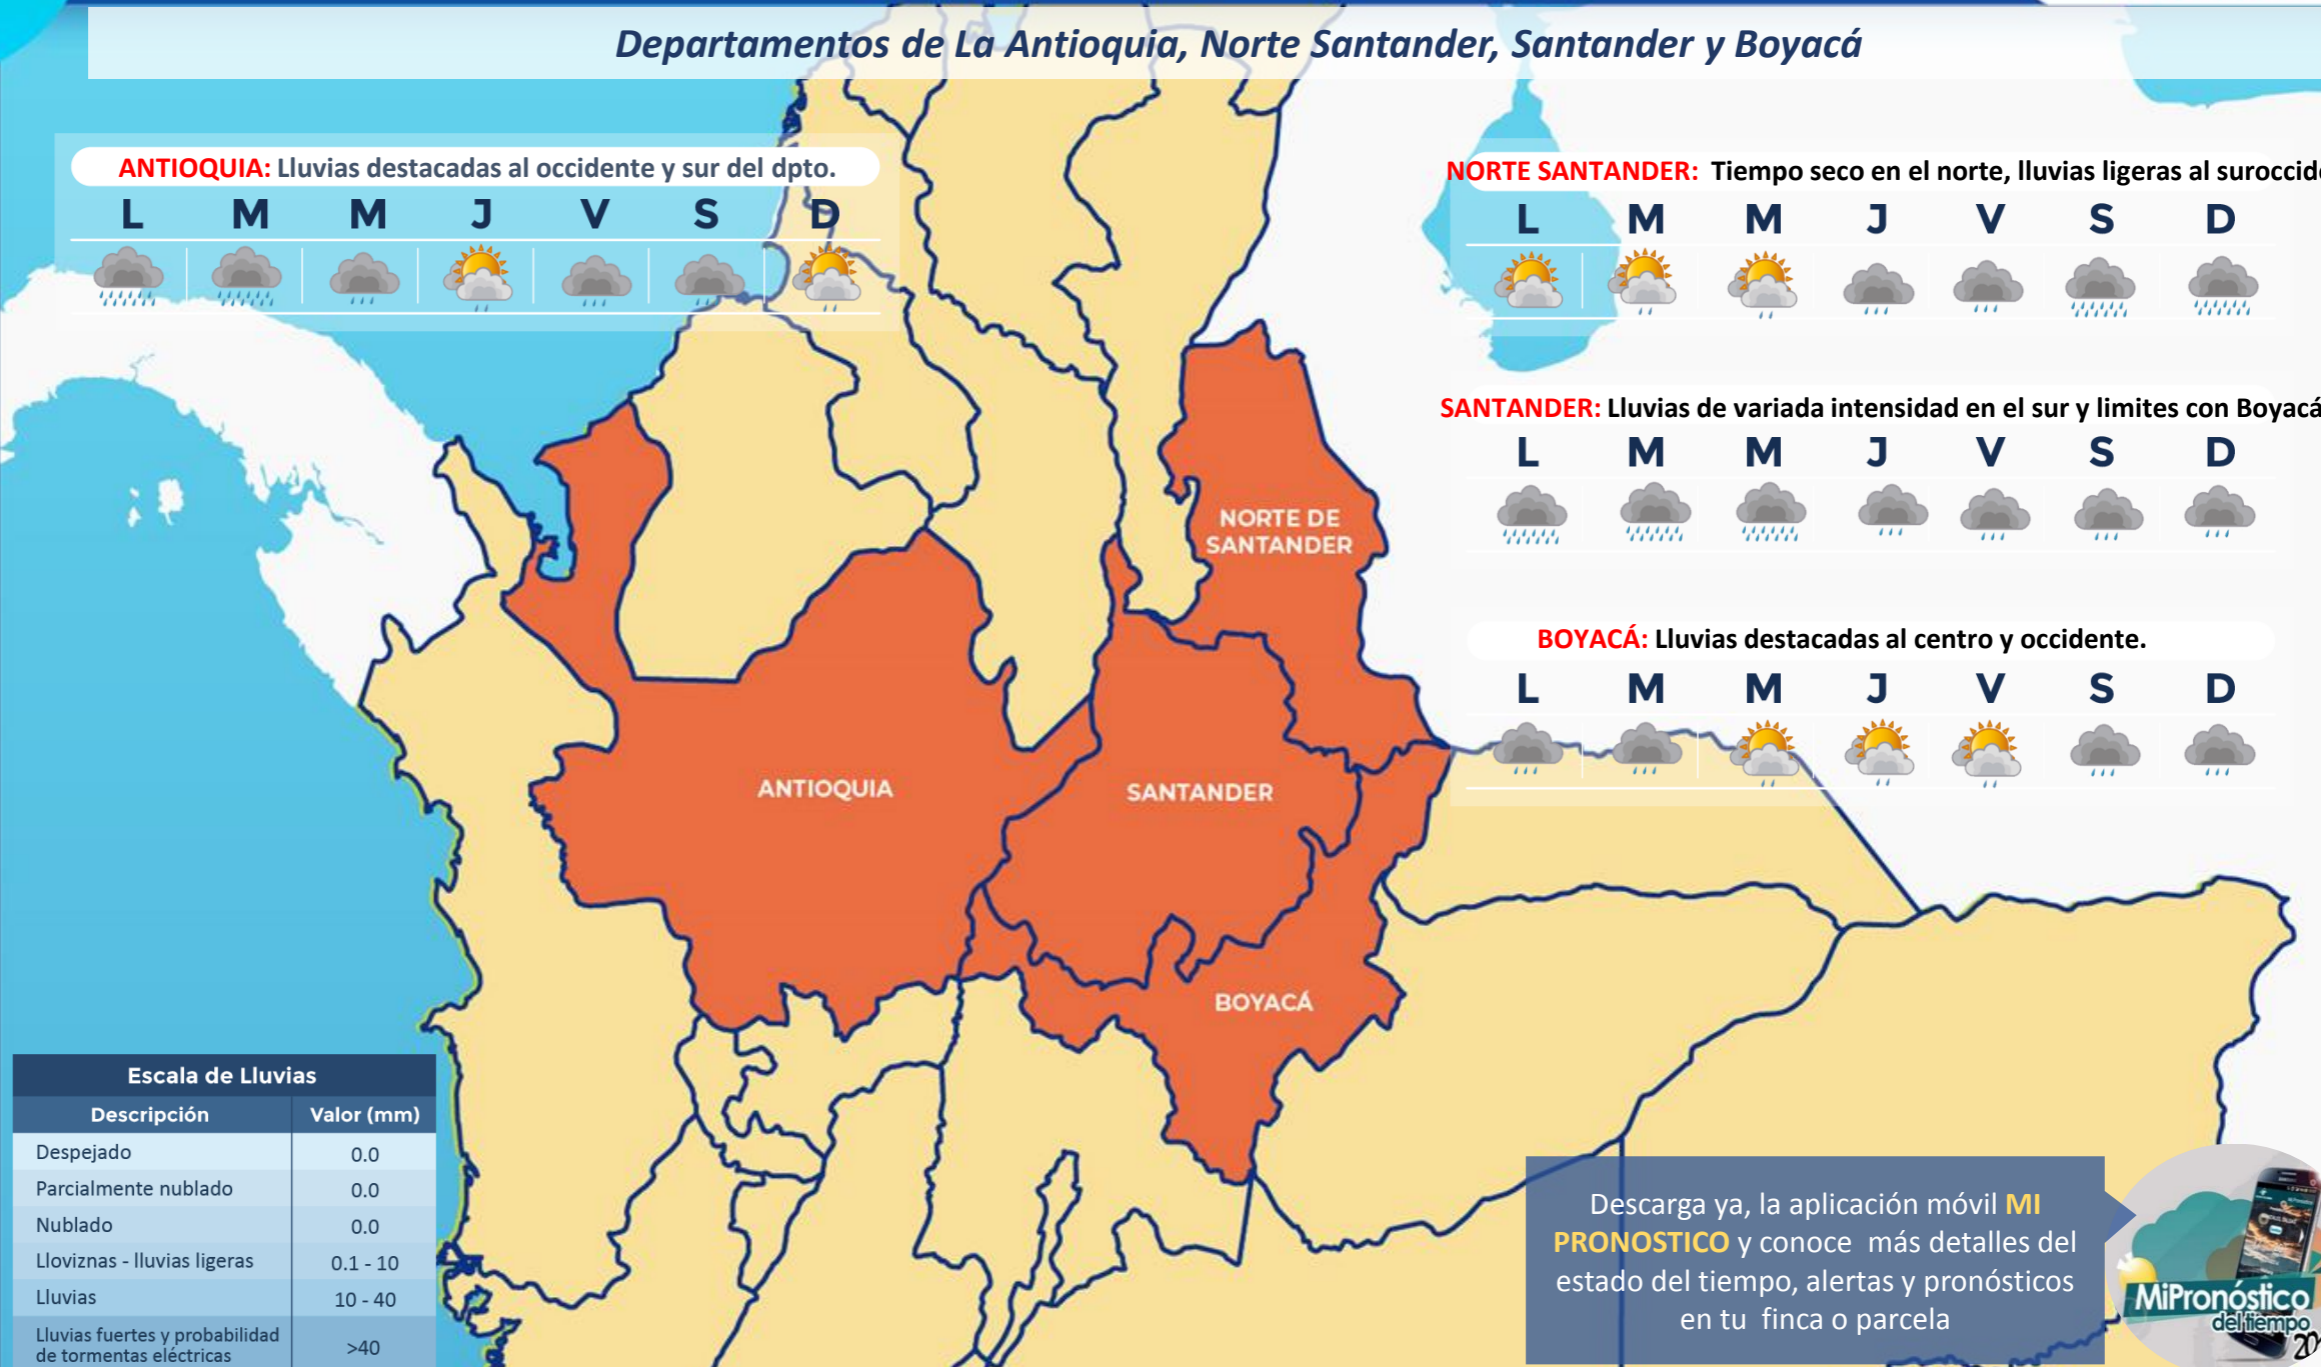 Departamentos de La Antioquia, Norte Santander, Santander y Boyacá
ANTIOQUIA: Lluvias destacadas al occidente y sur del dpto.
L M M J V S D
NORTE SANTANDER: Tiempo seco en el norte, lluvias ligeras al
L M M J V S D
SANTANDER: Lluvias de variada intensidad en el sur y limites con Boyacá
L M M J V S D
BOYACÁ: Lluvias destacadas al centro y occidente.
L M M J V S D
NORTE DE
SANTANDER
ANTIOQUIA
SANTANDER
BOYACÁ
Escala de Lluvias
Descripción Valor (mm)
Despejado 0.0
Parcialmente nublado 0.0
Nublado 0.0
Lloviznas - lluvias ligeras 0.1 - 10
Lluvias 10 - 40
Lluvias fuertes y probabilidad
de tormentas eléctricas >40
Descarga ya, la aplicación móvil MI
PRONOSTICO y conoce más detalles del
estado del tiempo, alertas y pronósticos
en tu finca o parcela
MiPronóstico
del tiempo